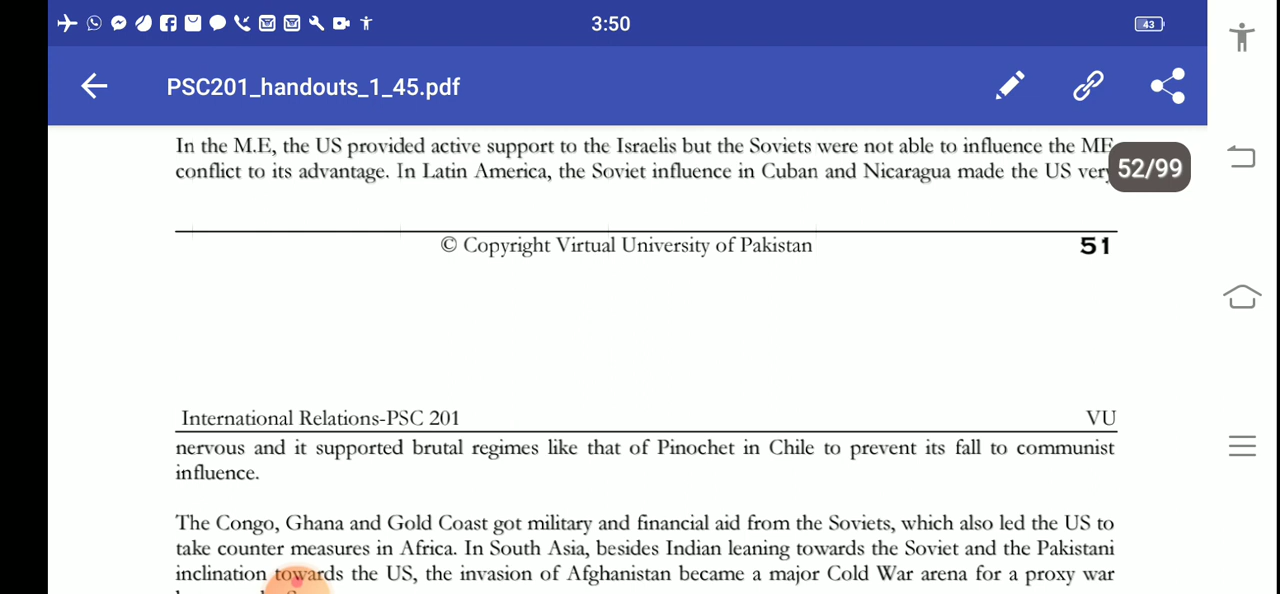 3:50
43
PSC201_handouts_1_45.pdf
In the M.E, the US provided active support to the Israelis but the Soviets were not able to influence the ME
conflict to its advantage. In Latin America, the Soviet influence in Cuban and Nicaragua made the US very
52/99
© Copyright Virtual University of Pakistan 51
International Relations-PSC 201 VU
nervous and it supported brutal regimes like that of Pinochet in Chile to prevent its fall to communist
influence.
The Congo, Ghana and Gold Coast got military and financial aid from the Soviets, which also led the US to
take counter measures in Africa. In South Asia, besides Indian leaning towards the Soviet and the Pakistani
inclination towards the US, the invasion of Afghanistan became a major Cold War arena for a proxy war